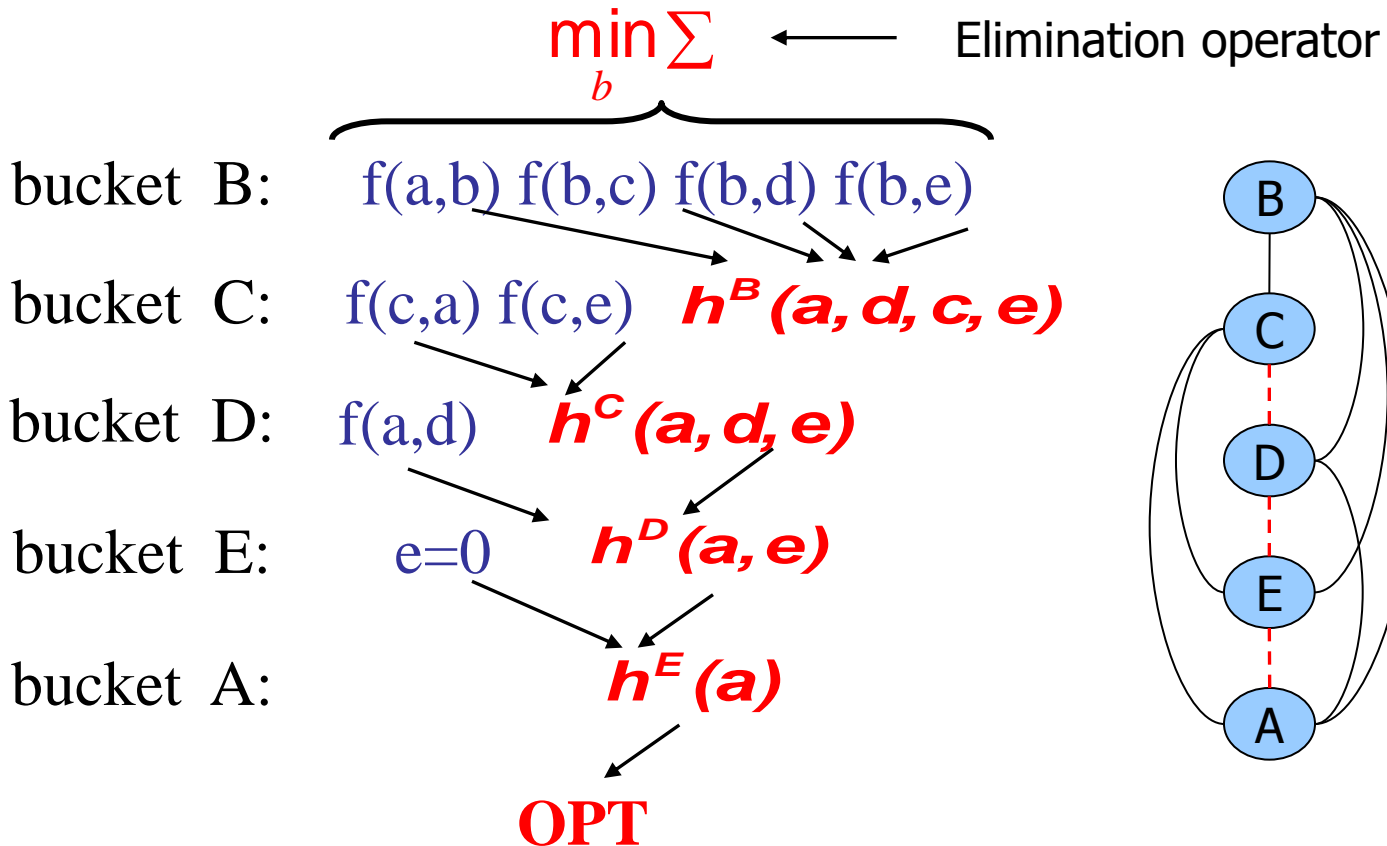 min ∑ Elimination operator
b
bucket B: f(a,b) f(b,c) f(b,d) f(b,e)
bucket C: f(c,a) f(c,e) h^B (a, d, c, e)
bucket D: f(a,d) h^C (a, d, e)
bucket E: e=0 h^D (a, e)
bucket A: h^E (a)
OPT
B
C
D
E
A